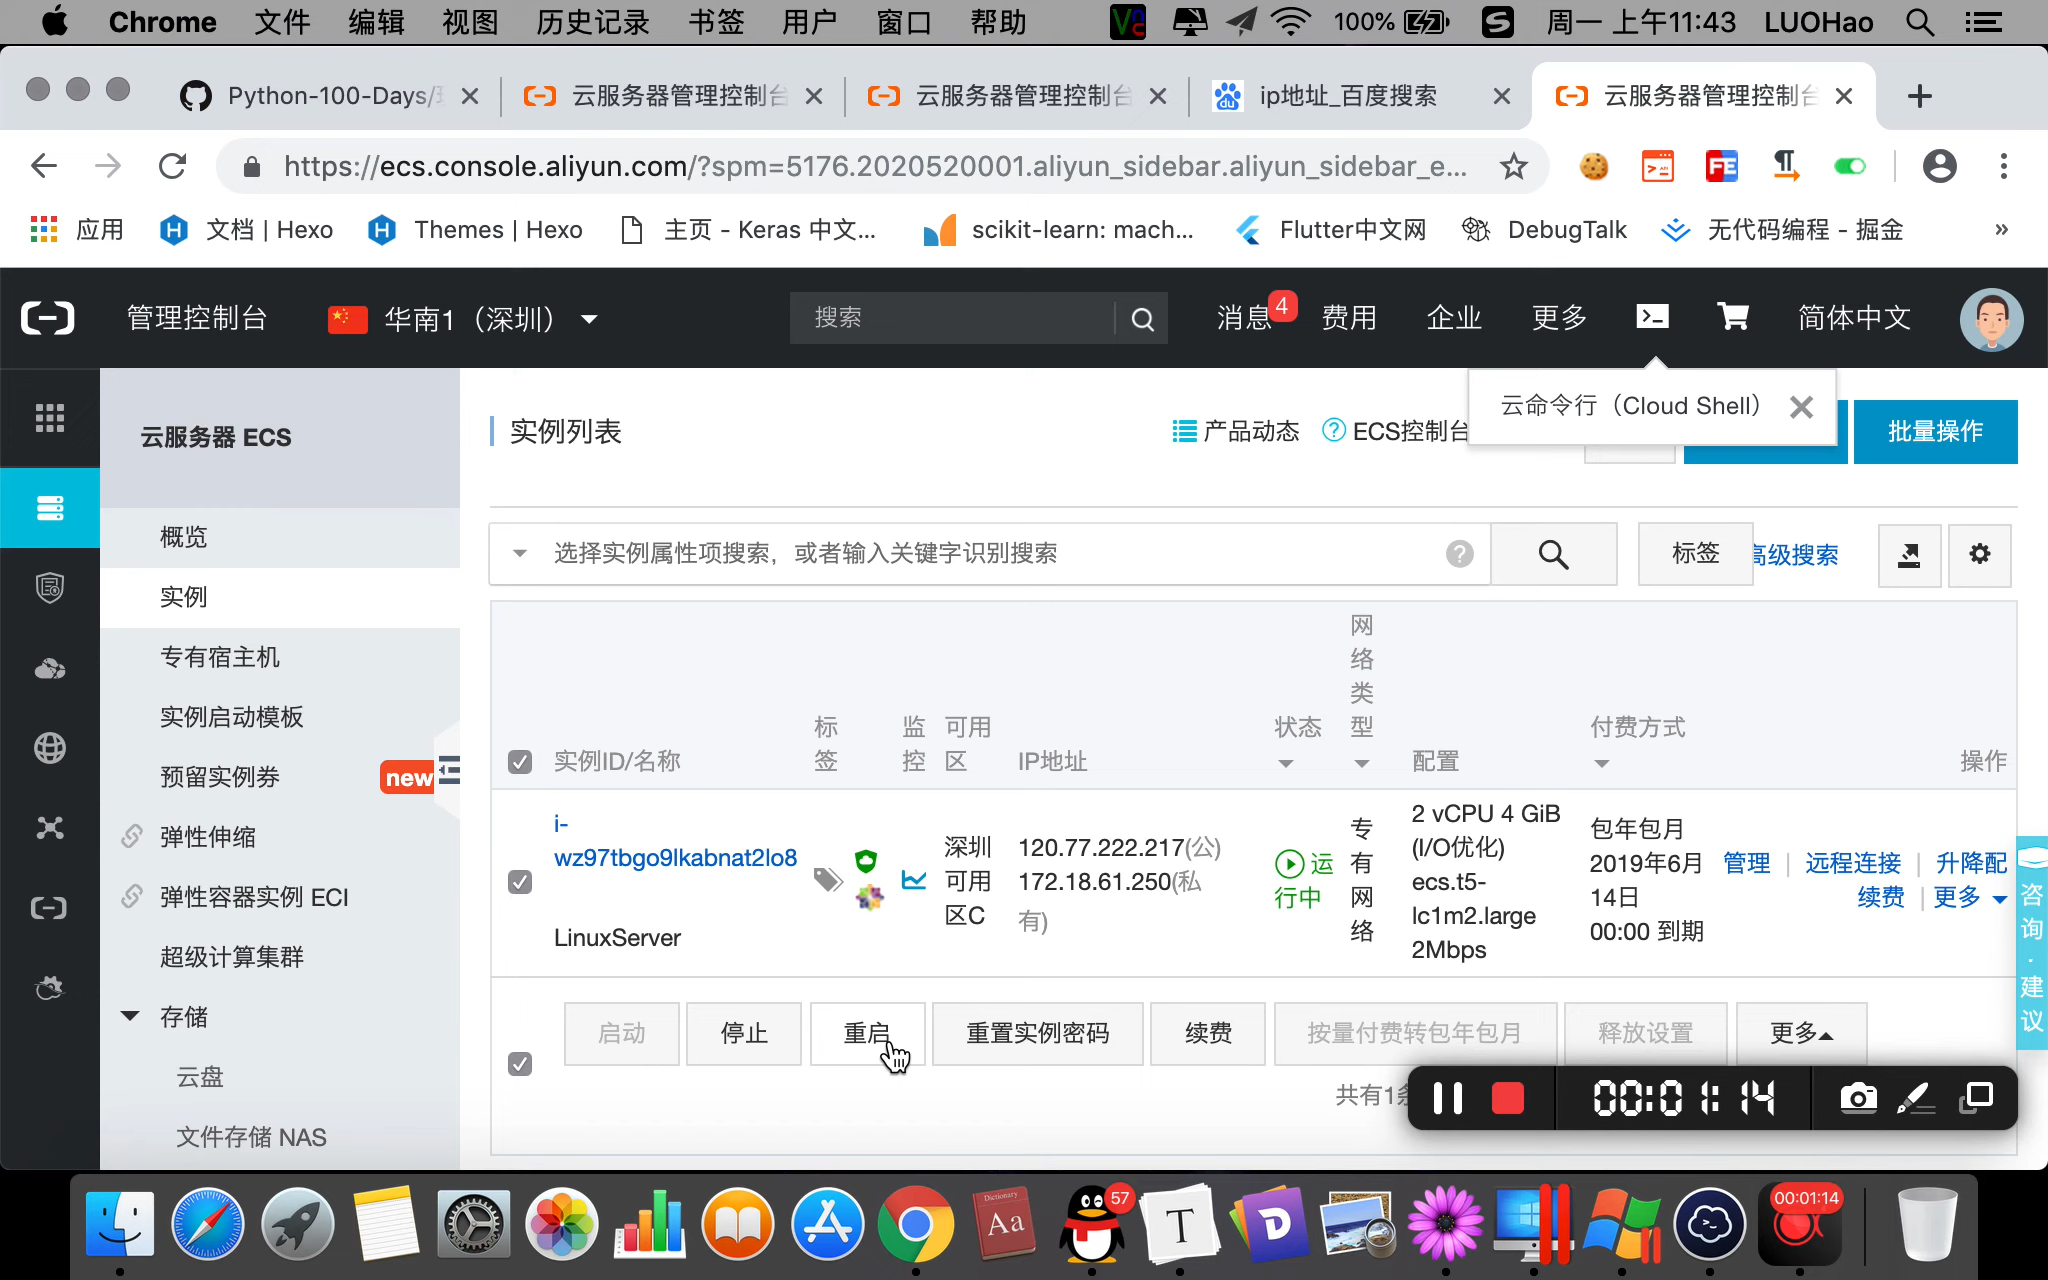 Chrome 文件 编辑 视图 历史记录 书签 用户 窗口 帮助 100% 周一 上午11:43 LUOHao
Python-100-Days/ 云服务器管理控制台 云服务器管理控制台 ip地址_百度搜索 云服务器管理控制台
https://ecs.console.aliyun.com/?spm=5176.2020520001.aliyun_sidebar.aliyun_sidebar_e...
应用 文档 | Hexo Themes | Hexo 主页 - Keras 中文... scikit-learn: mach... Flutter中文网 DebugTalk 无代码编程 - 掘金 »
管理控制台 华南1（深圳） 搜索 消息 4 费用 企业 更多 简体中文
云命令行（Cloud Shell）
云服务器 ECS
实例列表 产品动态 ECS控制台 批量操作
概览
实例
专有宿主机
实例启动模板
预留实例券 new
弹性伸缩
弹性容器实例 ECI
超级计算集群
存储
云盘
文件存储 NAS
选择实例属性项搜索，或者输入关键字识别搜索 标签 高级搜索
实例ID/名称 标签 监控 可用区 IP地址 状态 网络类型 配置 付费方式 操作
i-wz97tbgo9lkabnat2lo8
LinuxServer
深圳可用区C
120.77.222.217(公)
172.18.61.250(私有)
运行中
专有网络
2 vCPU 4 GiB
(I/O优化)
ecs.t5-
lc1m2.large
2Mbps
包年包月
2019年6月
14日
00:00 到期
管理 | 远程连接 | 升降配
续费 | 更多
咨询·建议
启动 停止 重启 重置实例密码 续费 按量付费转包年包月 释放设置 更多
共有1条
00:01:14
Dictionary
Aa
57
T
D
00:01:14